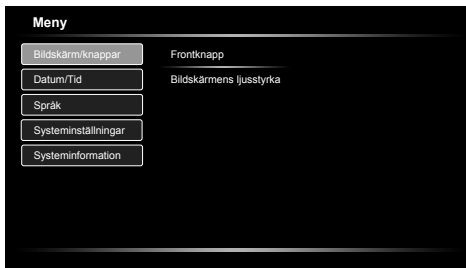 Meny
Bildskärm/knappar
Frontknapp
Datum/Tid
Bildskärmens ljusstyrka
Språk
Systeminställningar
Systeminformation